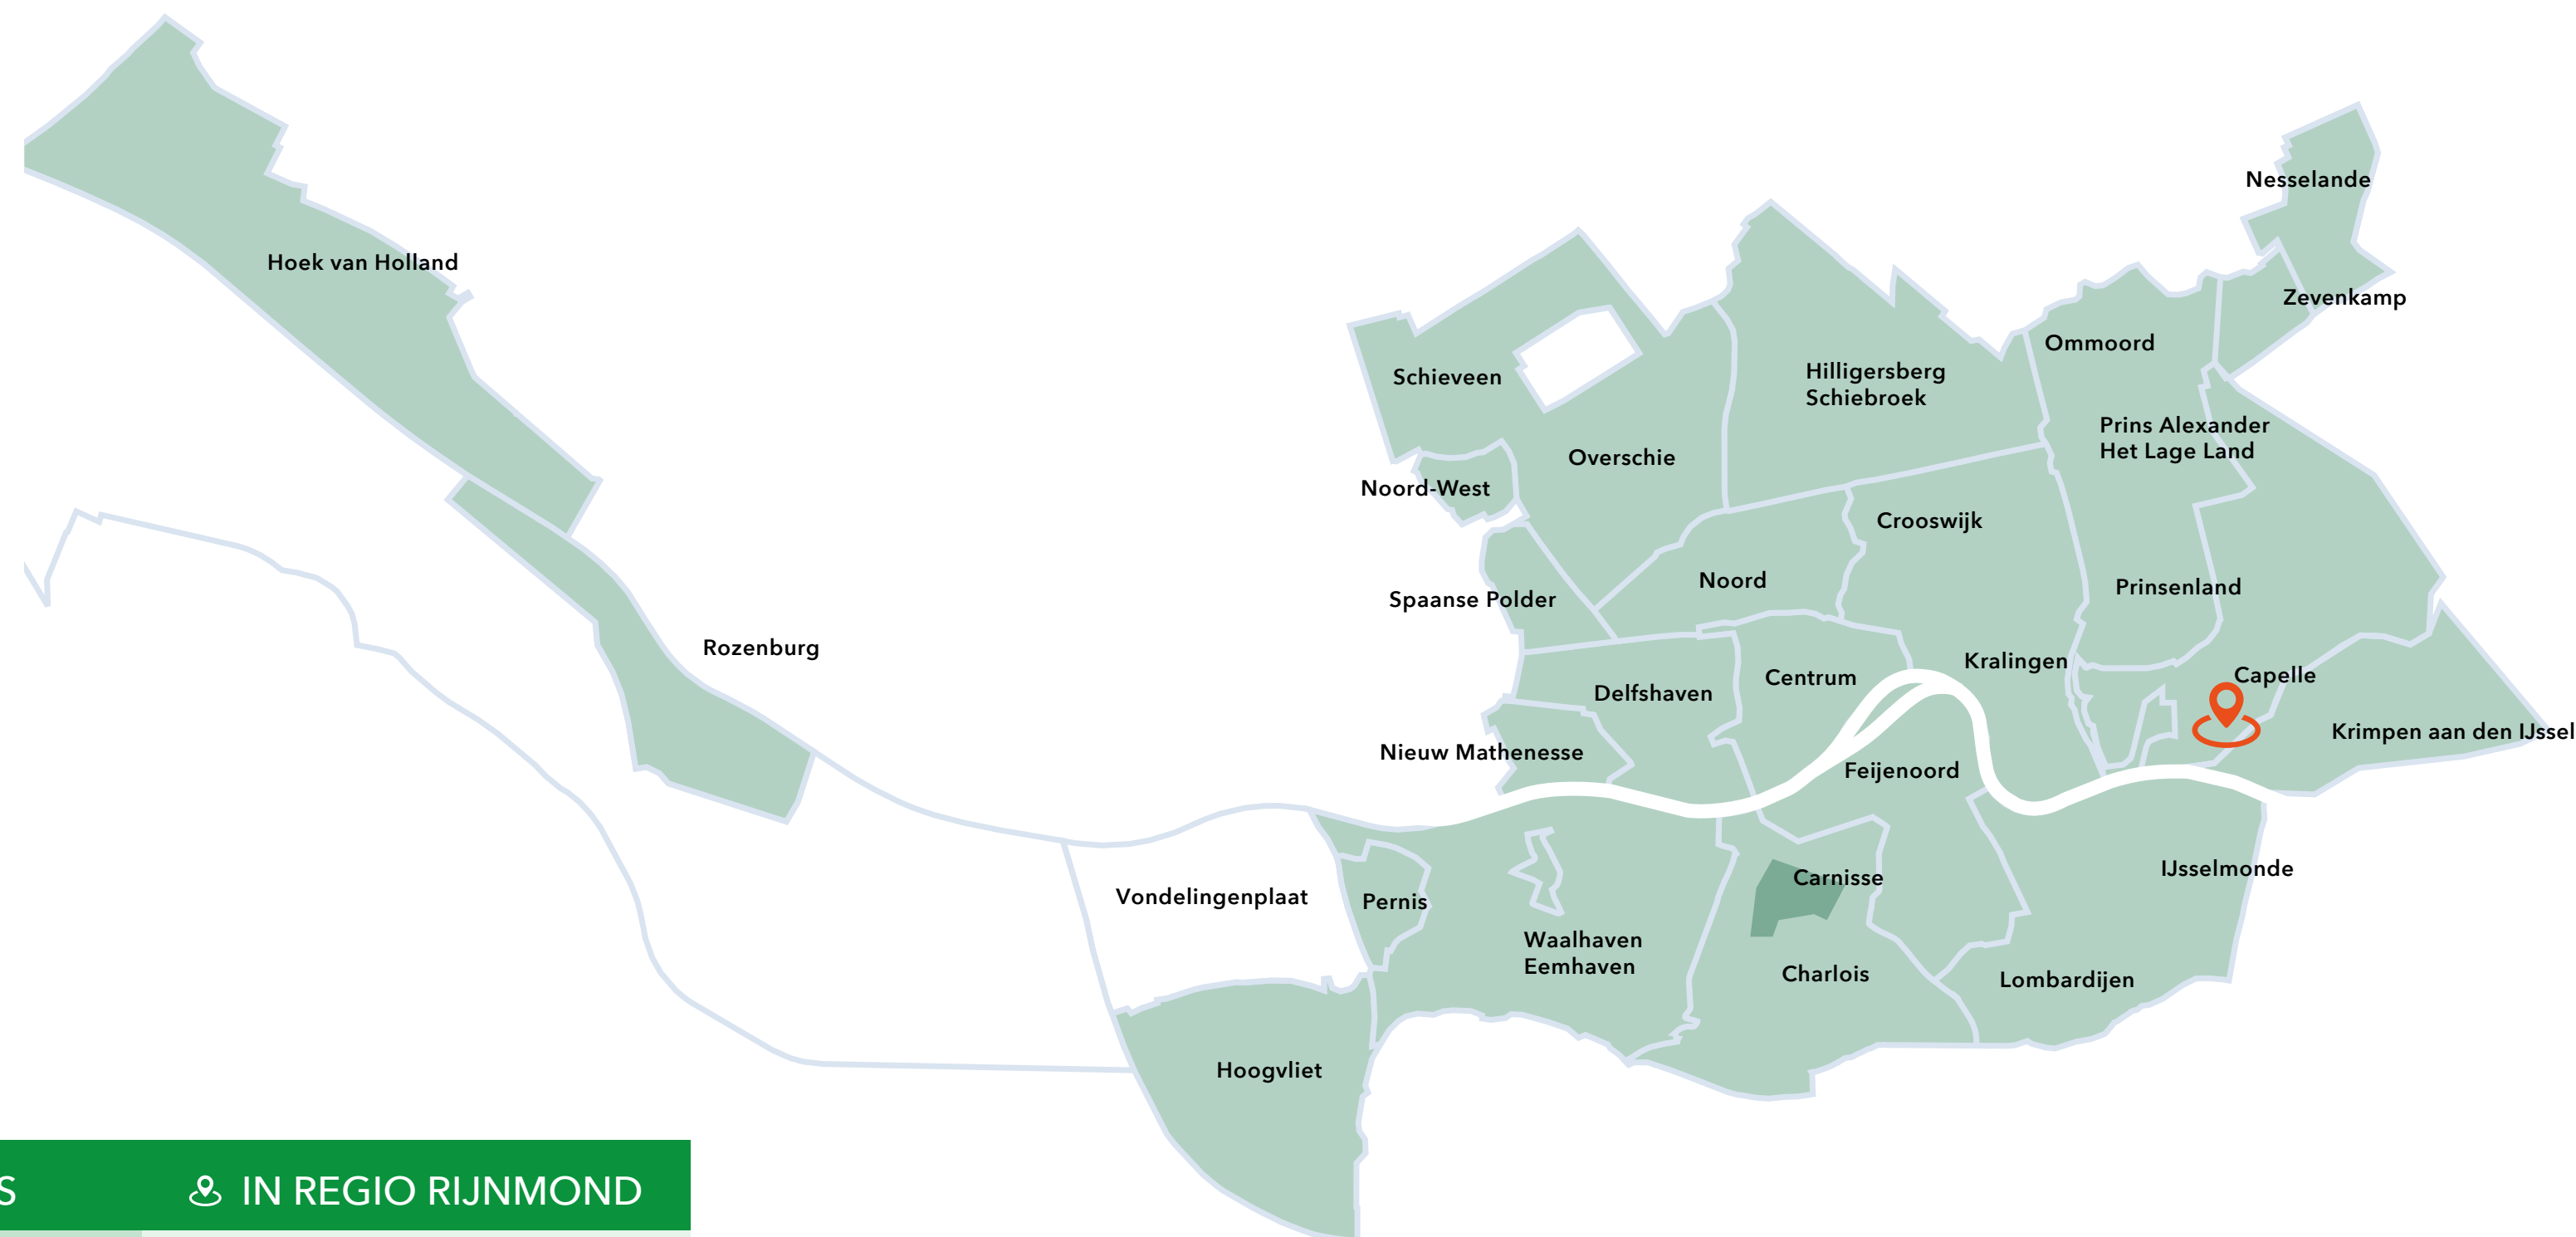 Nesselande
Hoek van Holland
Zevenkamp
Ommoord
Schieveen
Hilligersberg
Schiebroek
Prins Alexander
Het Lage Land
Overschie
Noord-West
Crooswijk
Noord
Prinsenland
Spaanse Polder
Rozenburg
Kralingen
Capelle
Centrum
Delfshaven
Krimpen aan den IJssel
Nieuw Mathenesse
Feijenoord
IJsselmonde
Carnisse
Vondelingenplaat
Pernis
Waalhaven
Eemhaven
Charlois
Lombardijen
Hoogvliet
S
IN REGIO RIJNMOND